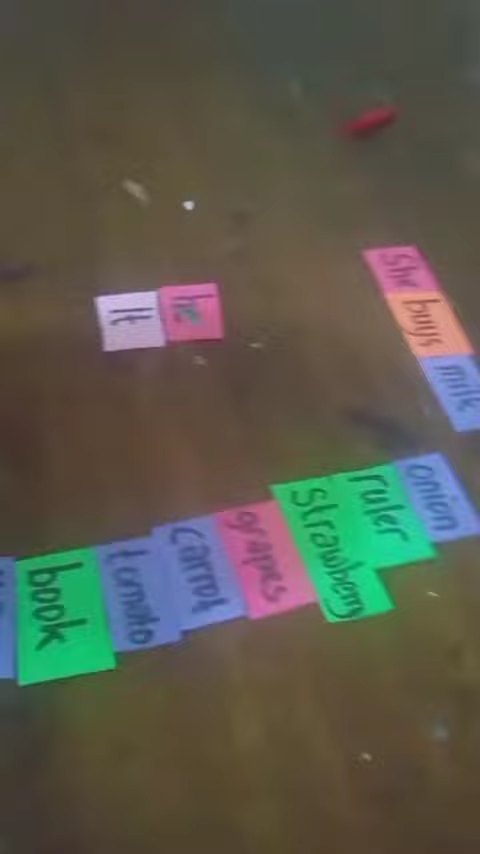 She buys milk
he
It
onion
ruler
strawberry
grapes
carrot
tomato
book